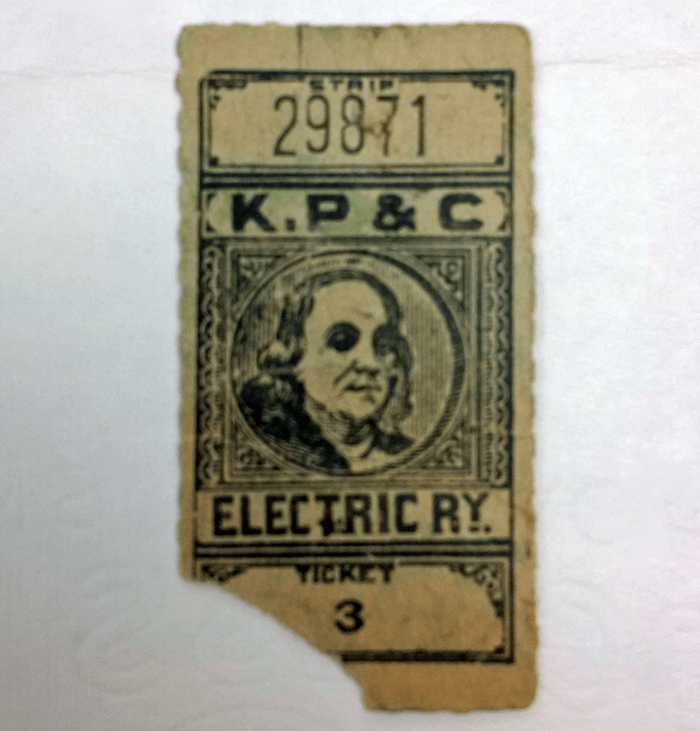 STRIP
29871
K.P & C
ELECTRIC RY.
TICKET
3